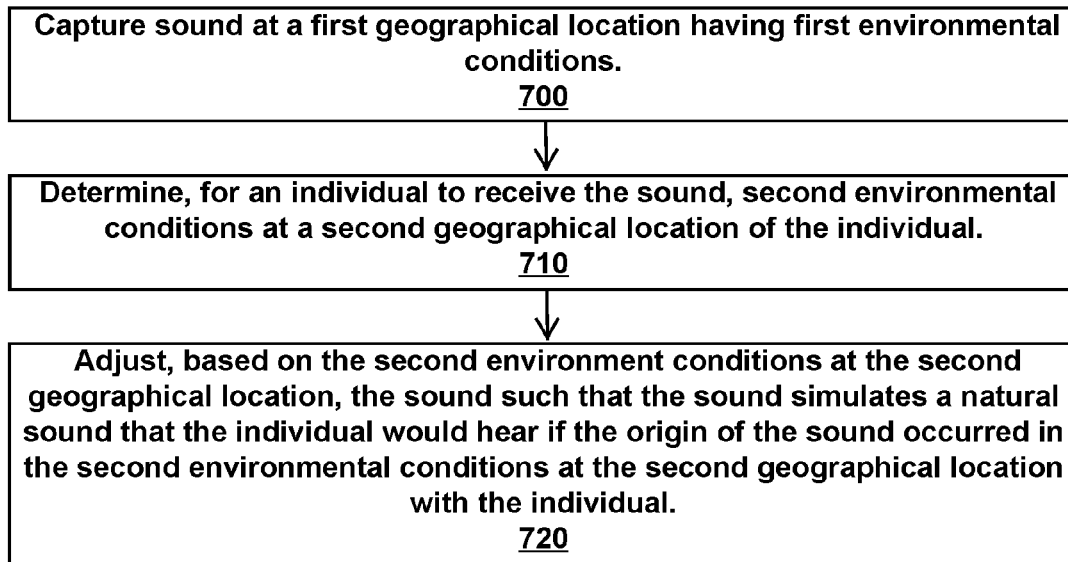 Capture sound at a first geographical location having first environmental
conditions.
700
Determine, for an individual to receive the sound, second environmental
conditions at a second geographical location of the individual.
710
Adjust, based on the second environment conditions at the second
geographical location, the sound such that the sound simulates a natural
sound that the individual would hear if the origin of the sound occurred in
the second environmental conditions at the second geographical location
with the individual.
720